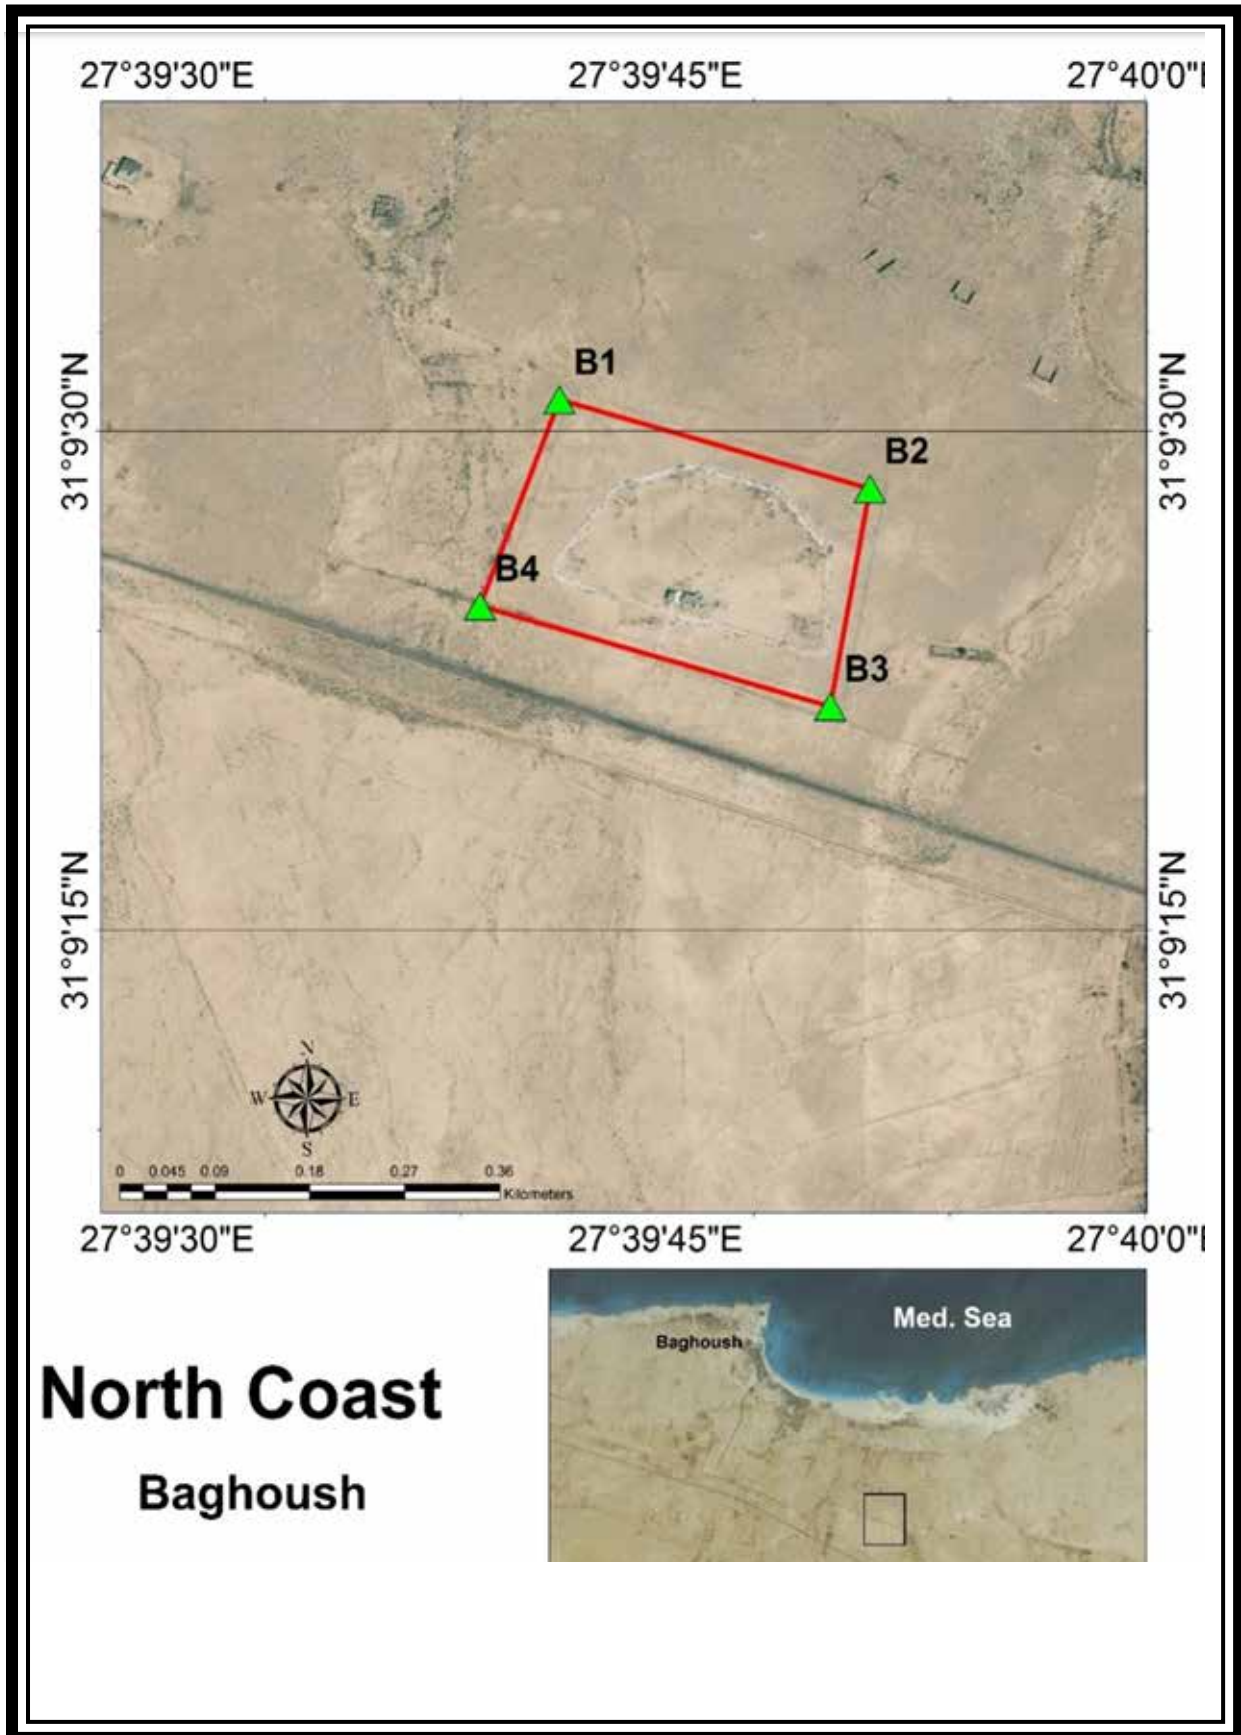 27°39'30"E 27°39'45"E 27°40'0"E
B1
31°9'30"N 31°9'30"N
B2
B4
B3
31°9'15"N 31°9'15"N
N
W E
S
0 0.045 0.09 0.18 0.27 0.36
Kilometers
27°39'30"E 27°39'45"E 27°40'0"E
Med. Sea
Baghoush
North Coast
Baghoush